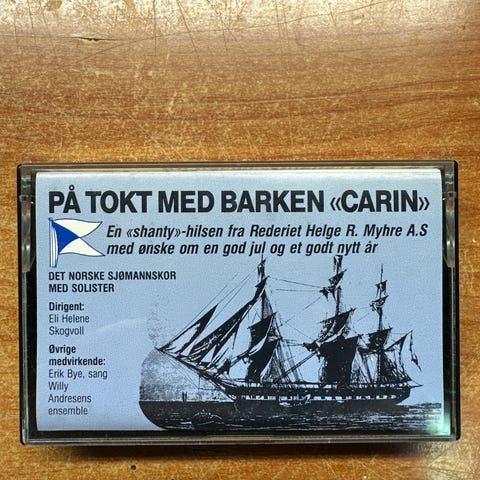 PÅ TOKT MED BARKEN «CARIN»
En «shanty»-hilsen fra Rederiet Helge R. Myhre A.S
med ønske om en god jul og et godt nytt år
DET NORSKE SJØMANNSKOR
MED SOLISTER
Dirigent:
Eli Helene
Skogvoll
Øvrige
medvirkende:
Erik Bye, sang
Willy
Andresens
ensemble